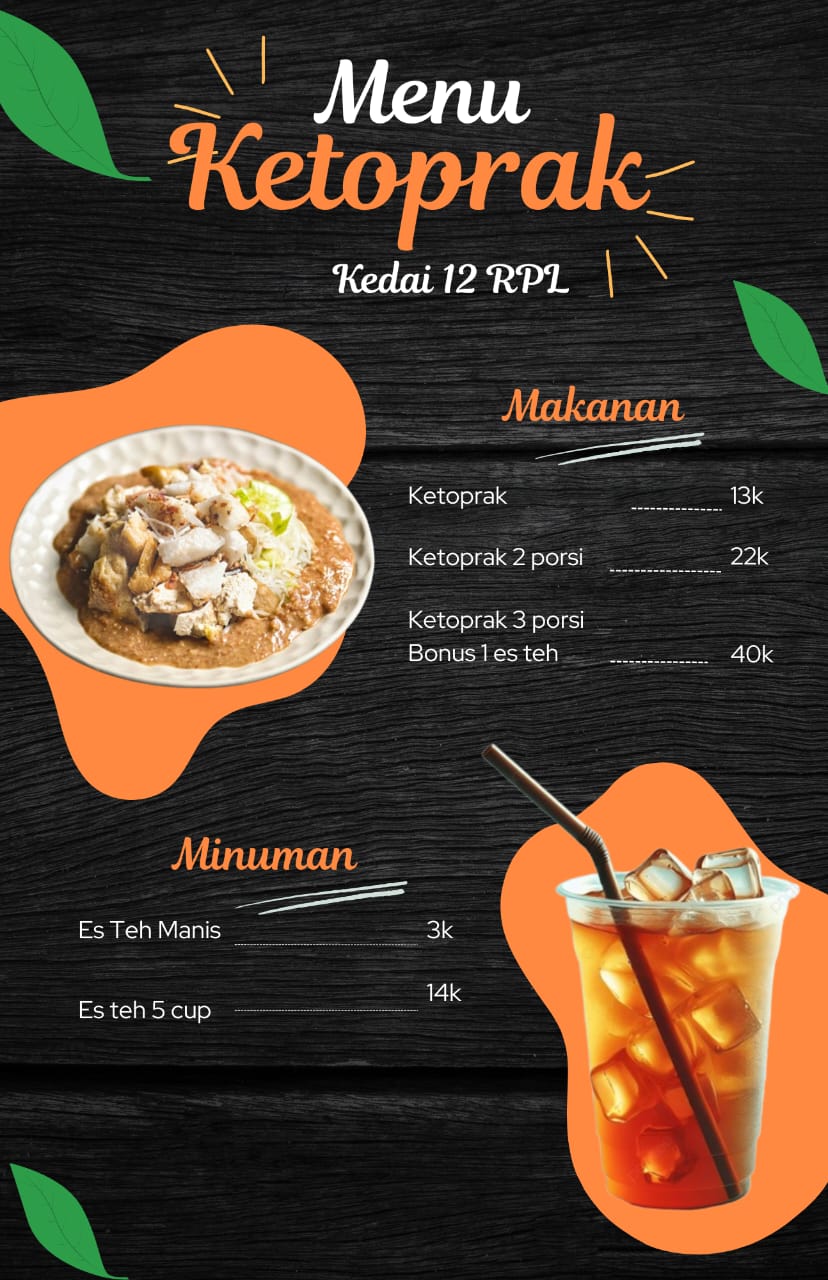 Menu
Ketoprak
Kedai 12 RPL
Makanan
Ketoprak 13k
Ketoprak 2 porsi 22k
Ketoprak 3 porsi
Bonus 1 es teh 40k
Minuman
Es Teh Manis 3k
Es teh 5 cup 14k